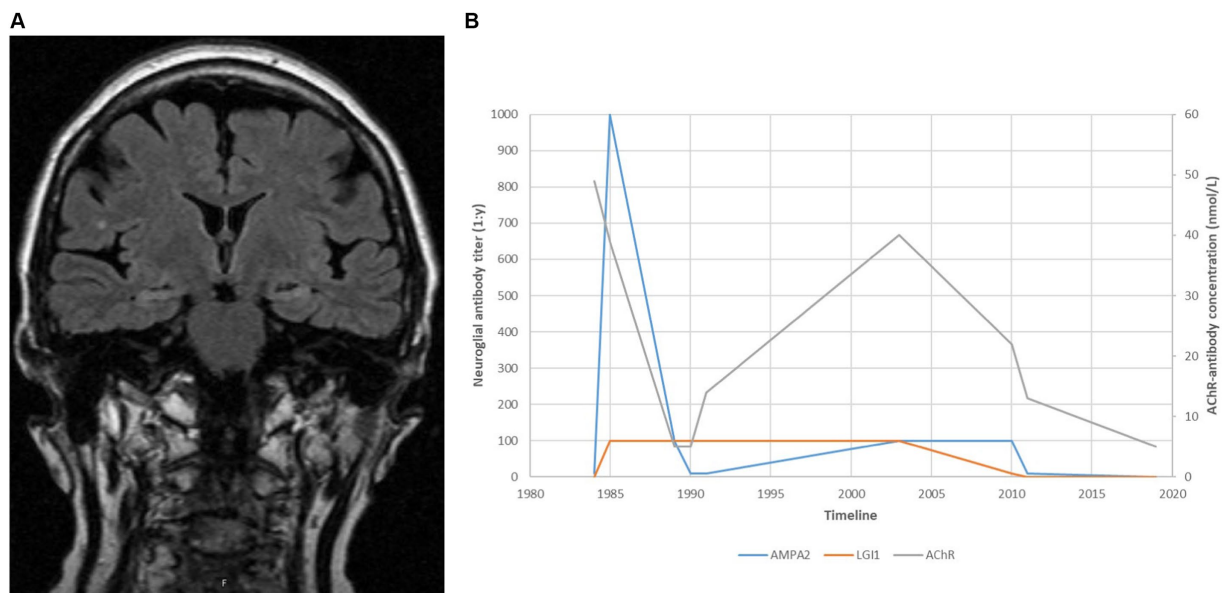 A
B
1000
900
800
700
600
500
400
300
200
100
0
Neuroglial antibody titer (1:y)
60
50
40
30
20
10
0
AChR-antibody concentration (nmol/L)
1980 1985 1990 1995 2000 2005 2010 2015 2020
Timeline
AMPA2 LGI1 AChR
F